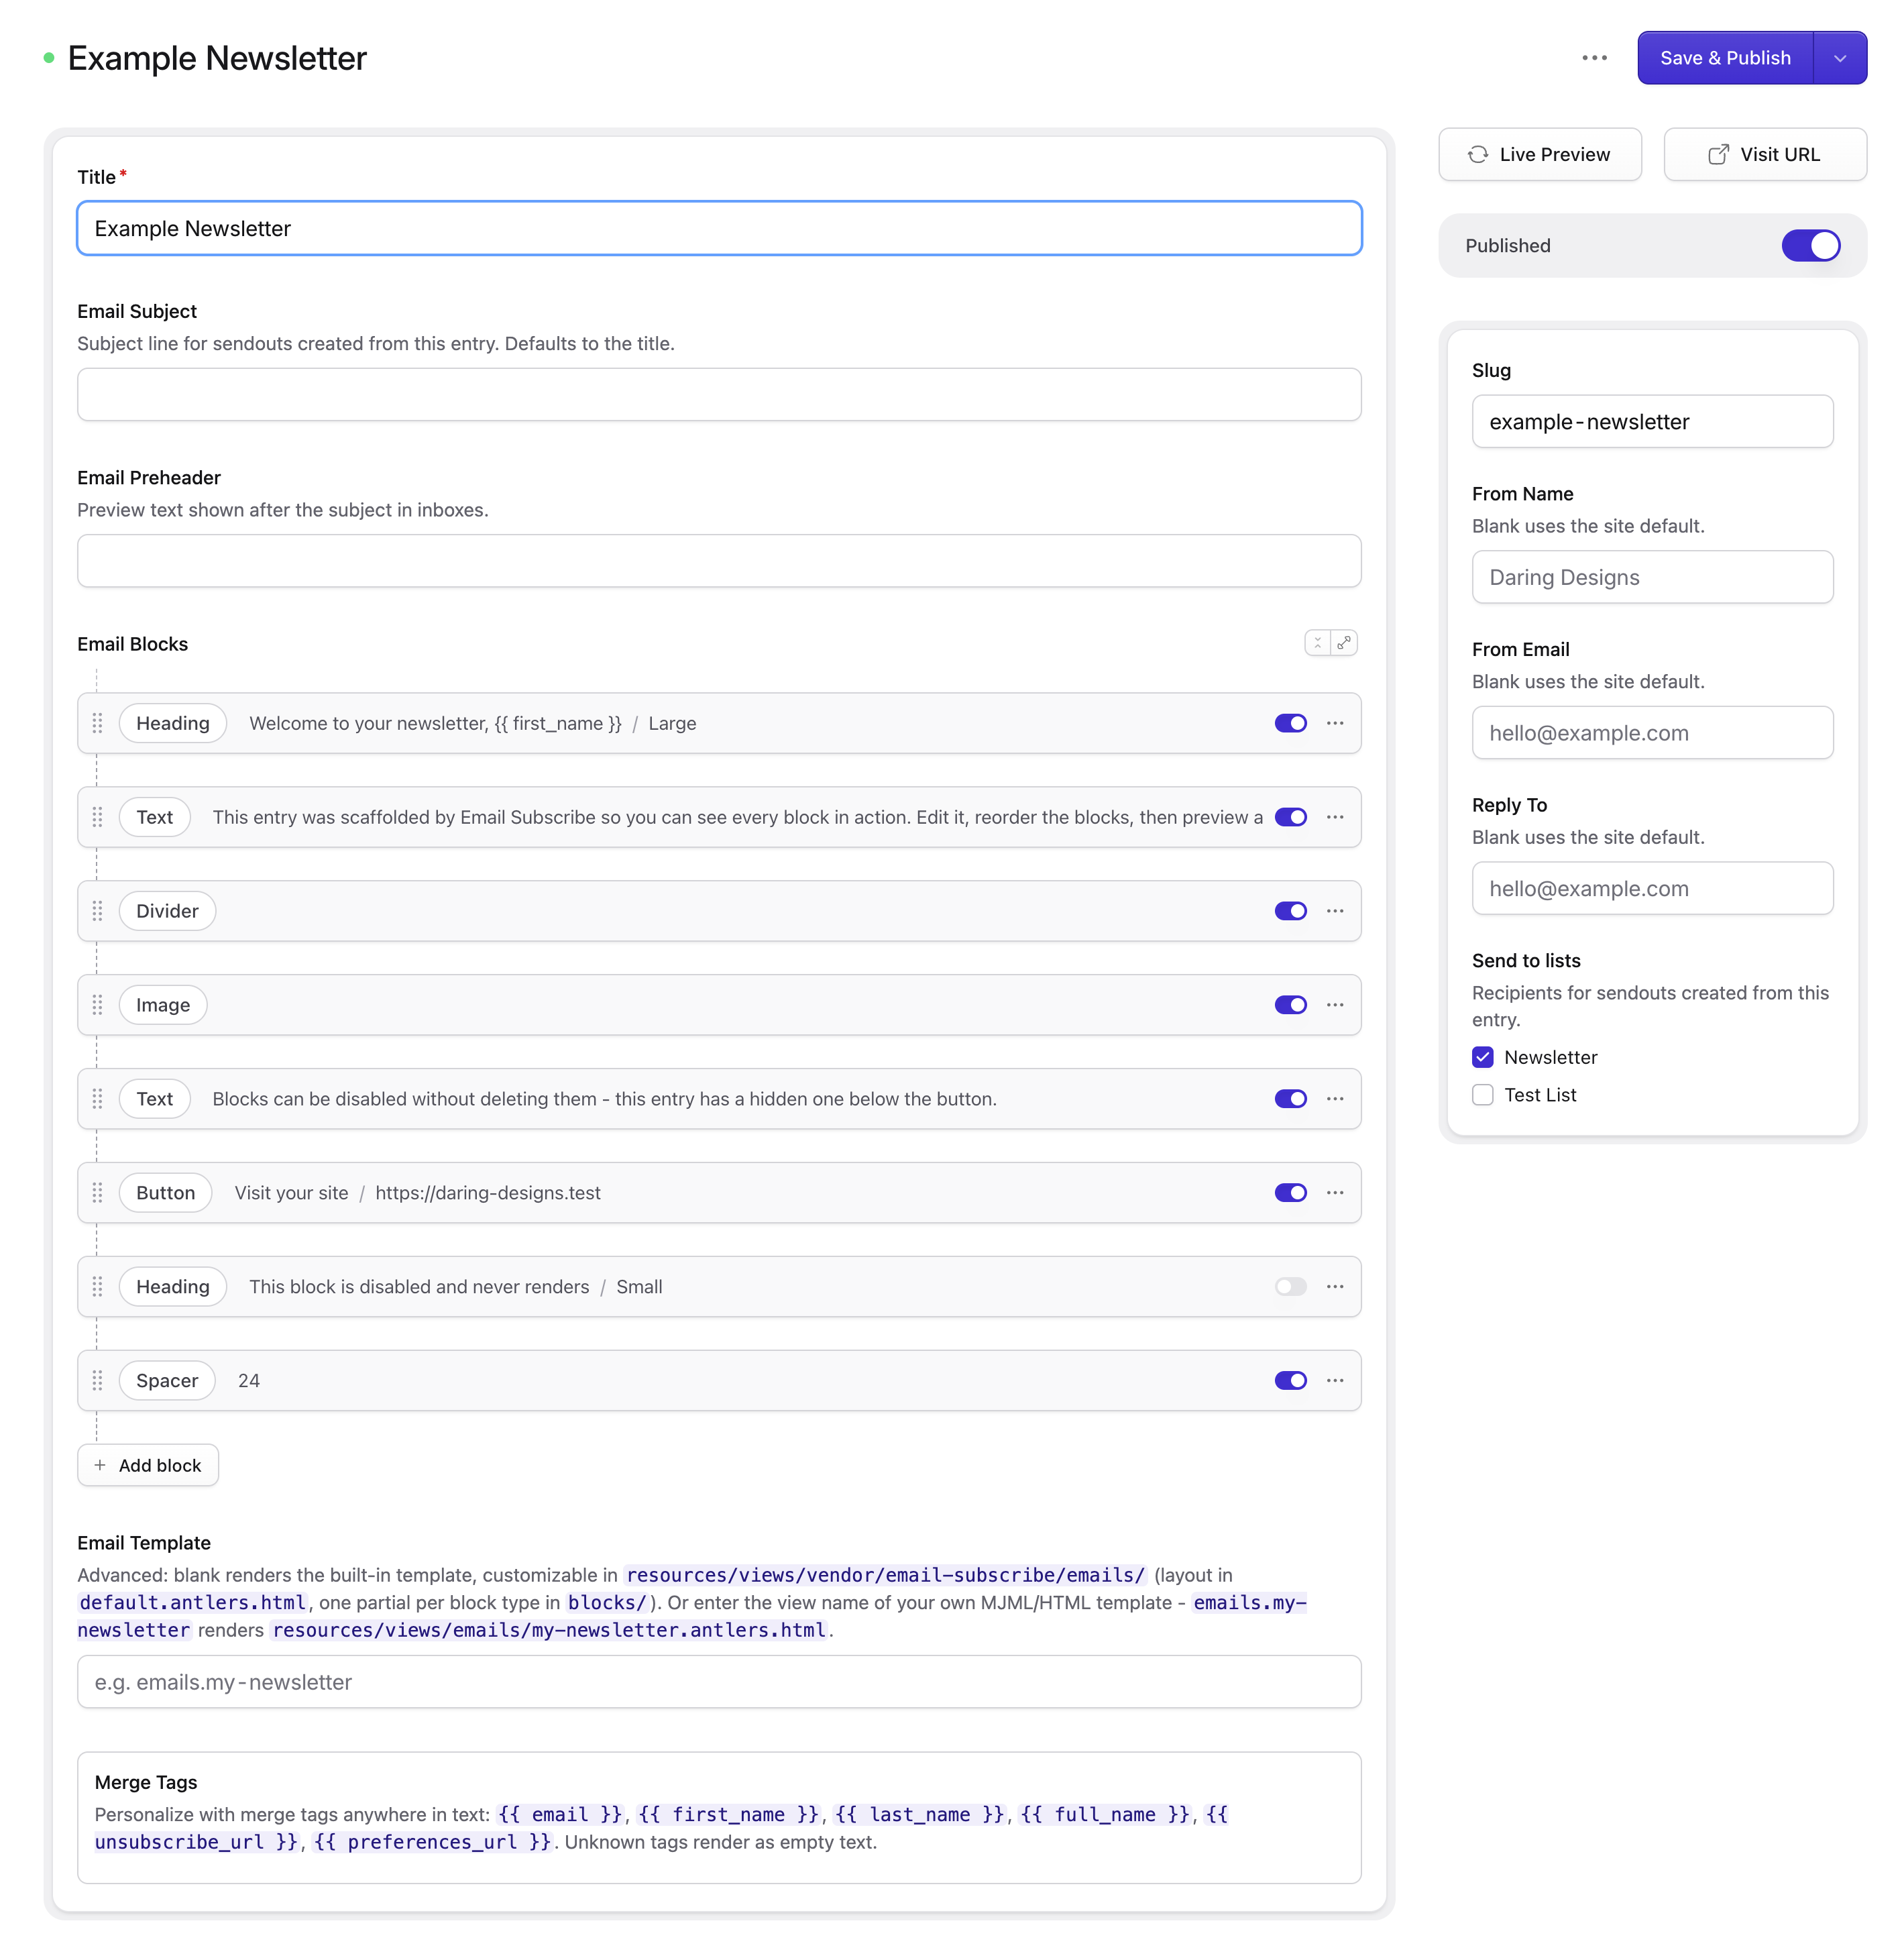 Example Newsletter
Save & Publish
Title*
Example Newsletter
Email Subject
Subject line for sendouts created from this entry. Defaults to the title.
Email Preheader
Preview text shown after the subject in inboxes.
Email Blocks
Heading Welcome to your newsletter, {{ first_name }} / Large
Text This entry was scaffolded by Email Subscribe so you can see every block in action. Edit it, reorder the blocks, then preview a
Divider
Image
Text Blocks can be disabled without deleting them - this entry has a hidden one below the button.
Button Visit your site / https://daring-designs.test
Heading This block is disabled and never renders / Small
Spacer 24
+ Add block
Email Template
Advanced: blank renders the built-in template, customizable in resources/views/vendor/email-subscribe/emails/ (layout in
default.antlers.html, one partial per block type in blocks/). Or enter the view name of your own MJML/HTML template - emails.my-
newsletter renders resources/views/emails/my-newsletter.antlers.html.
e.g. emails.my-newsletter
Merge Tags
Personalize with merge tags anywhere in text: {{ email }}, {{ first_name }}, {{ last_name }}, {{ full_name }}, {{
unsubscribe_url }}, {{ preferences_url }}. Unknown tags render as empty text.
Live Preview
Visit URL
Published
Slug
example-newsletter
From Name
Blank uses the site default.
Daring Designs
From Email
Blank uses the site default.
hello@example.com
Reply To
Blank uses the site default.
hello@example.com
Send to lists
Recipients for sendouts created from this
entry.
Newsletter
Test List